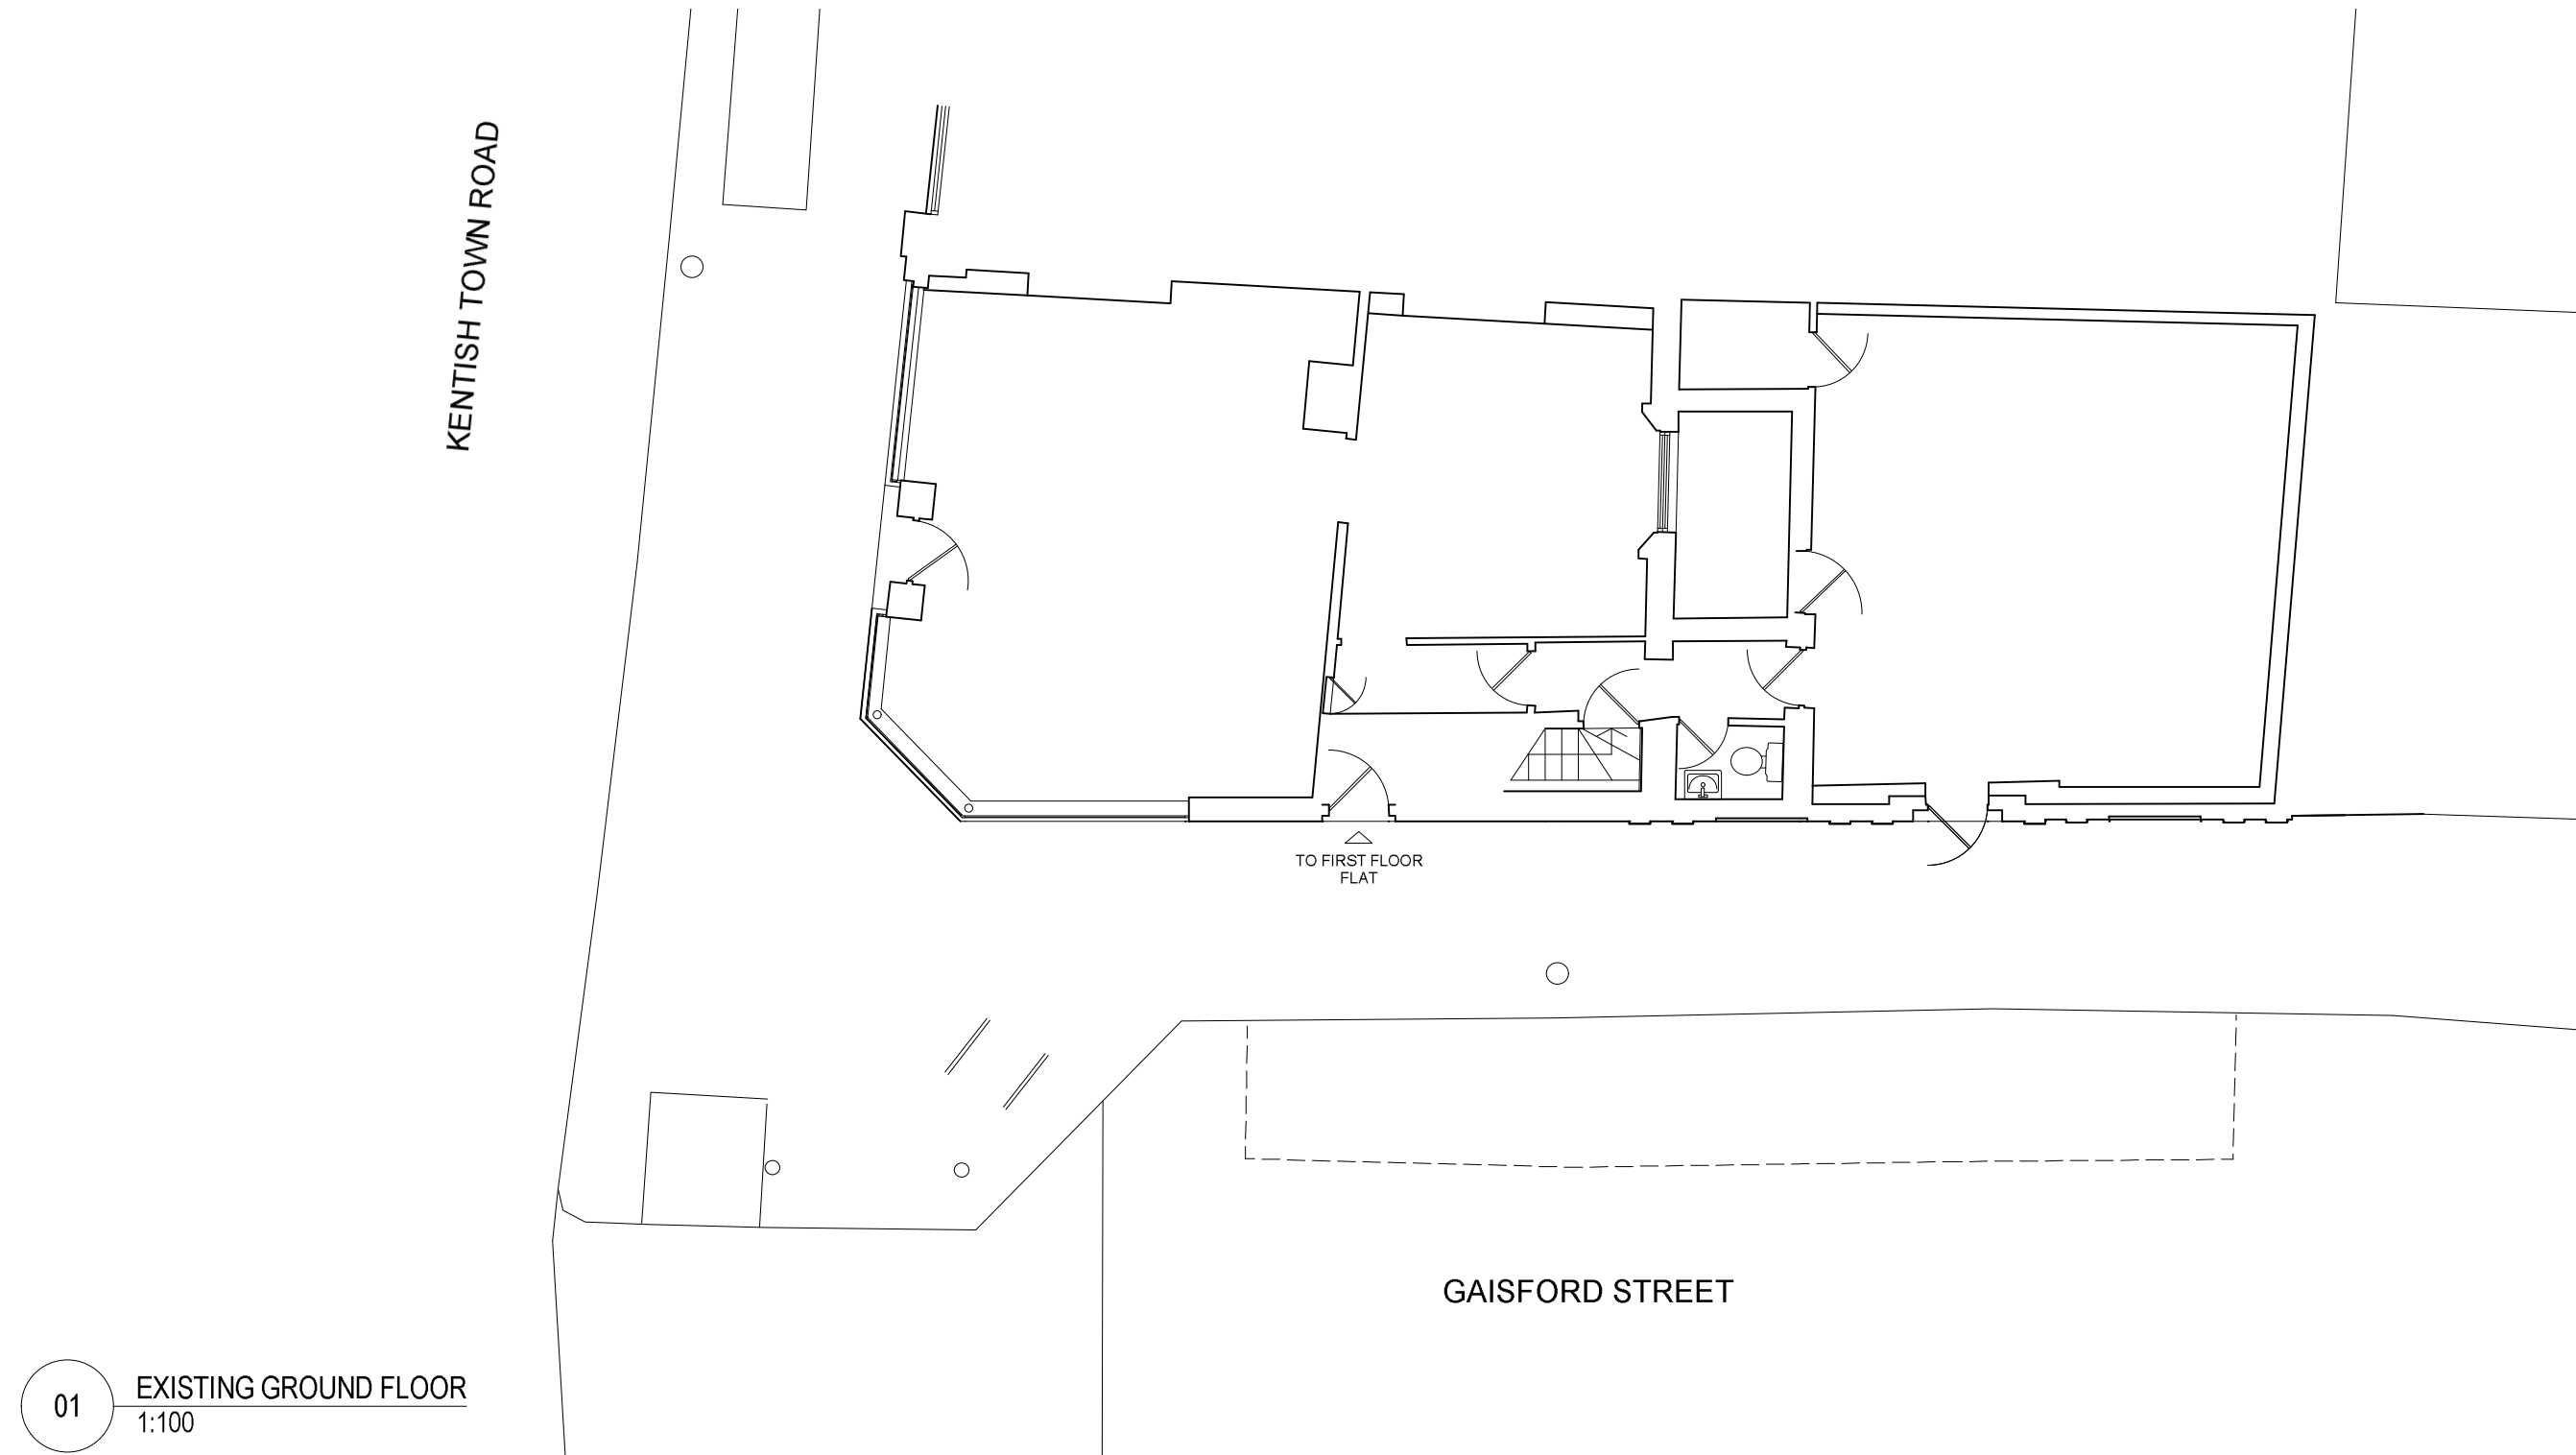 KENTISH TOWN ROAD
TO FIRST FLOOR
FLAT
GAISFORD STREET
01
EXISTING GROUND FLOOR
1:100